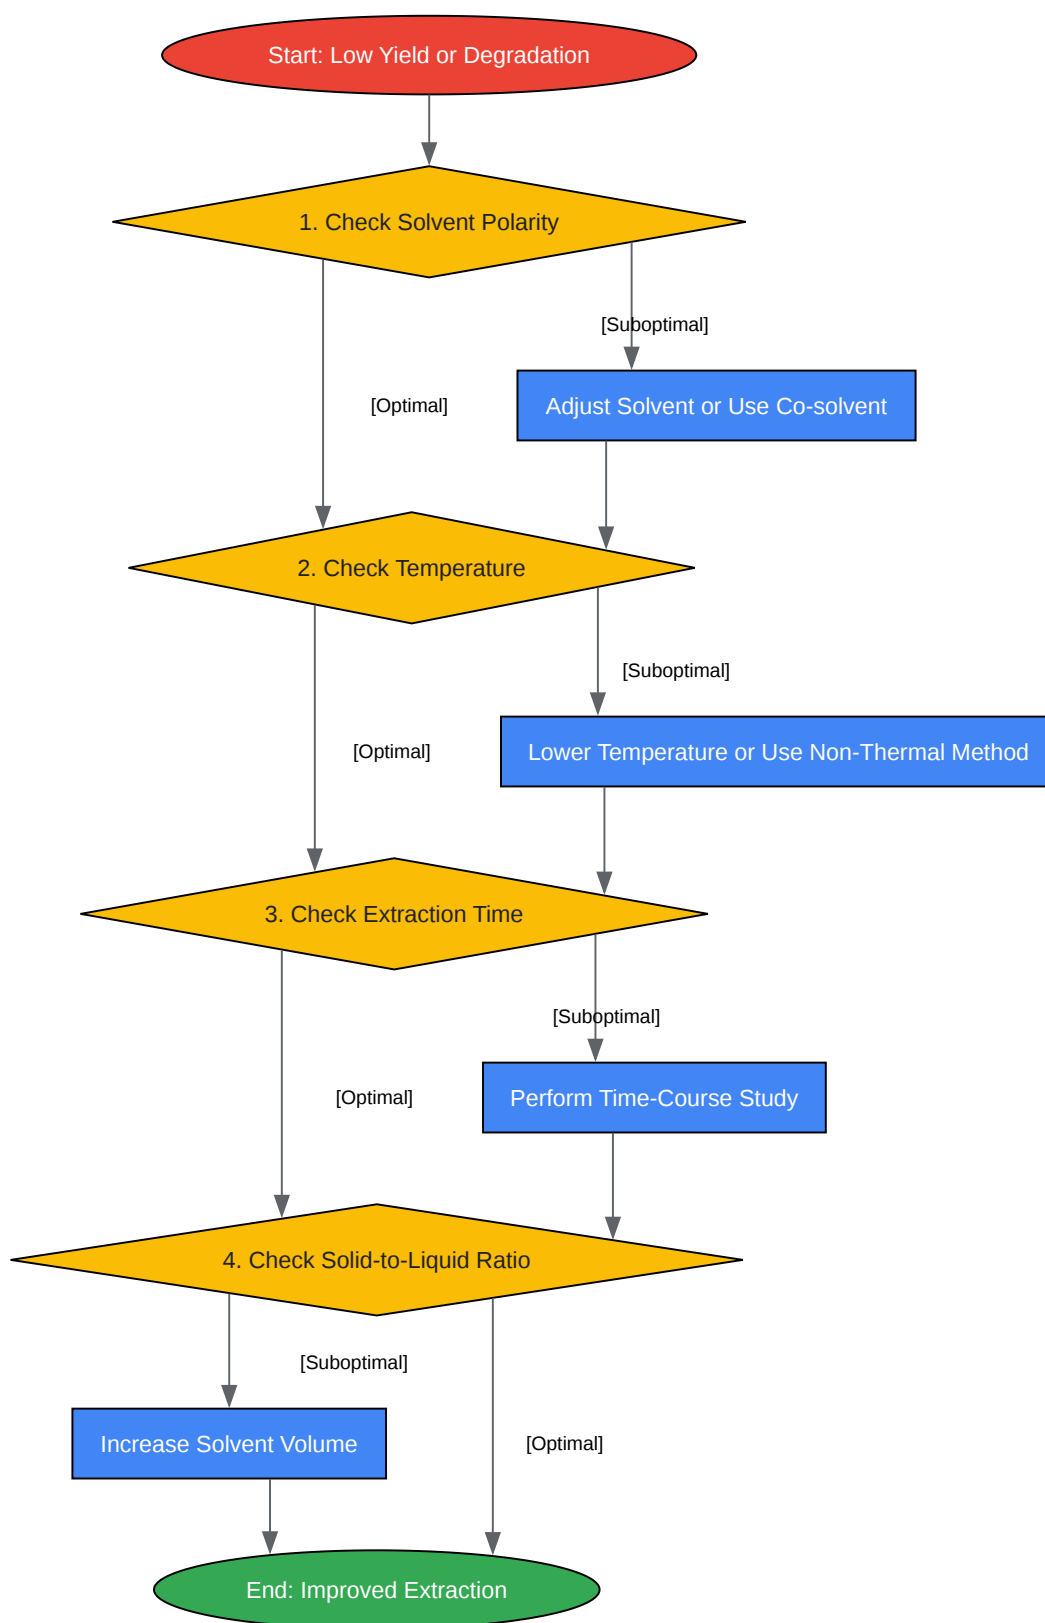 Start: Low Yield or Degradation
1. Check Solvent Polarity
[Suboptimal]
[Optimal]
Adjust Solvent or Use Co-solvent
2. Check Temperature
[Suboptimal]
[Optimal]
Lower Temperature or Use Non-Thermal Method
3. Check Extraction Time
[Suboptimal]
[Optimal]
Perform Time-Course Study
4. Check Solid-to-Liquid Ratio
[Suboptimal]
Increase Solvent Volume
[Optimal]
End: Improved Extraction